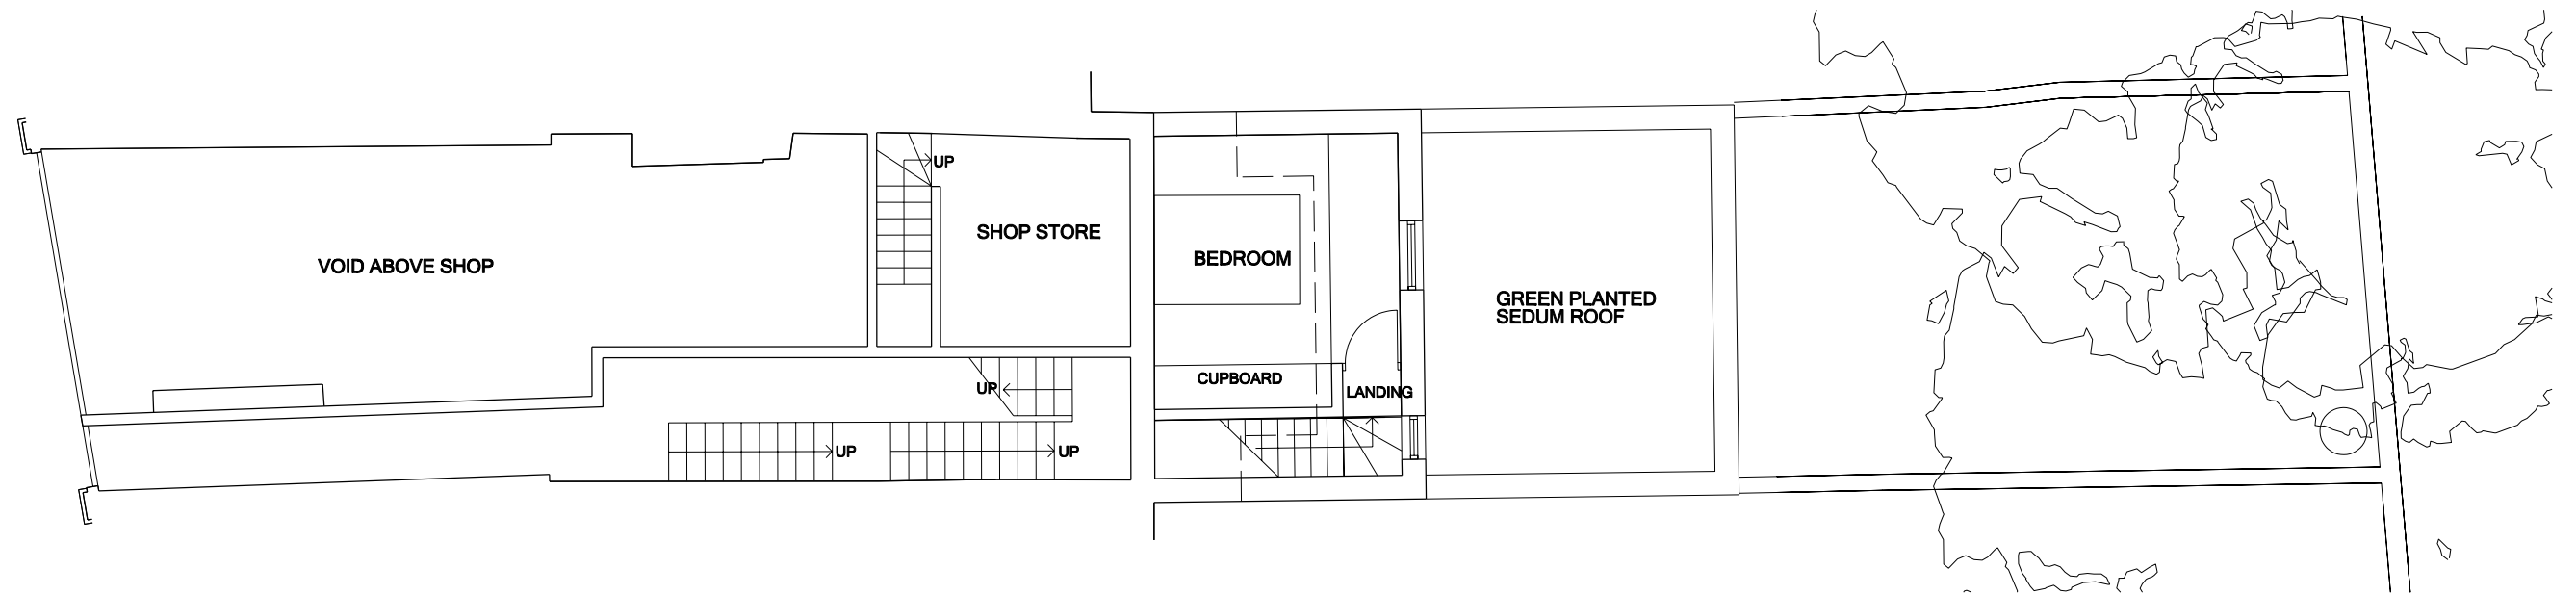 UP
SHOP STORE
VOID ABOVE SHOP
BEDROOM
GREEN PLANTED
SEDUM ROOF
CUPBOARD
UP
LANDING
UP
UP